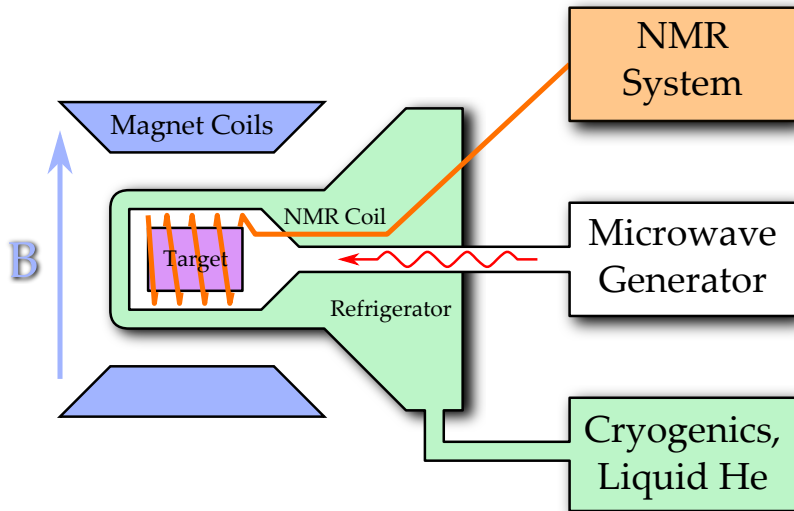 NMR
System
Magnet Coils
NMR Coil
B
Target
Microwave
Generator
Refrigerator
Cryogenics,
Liquid He